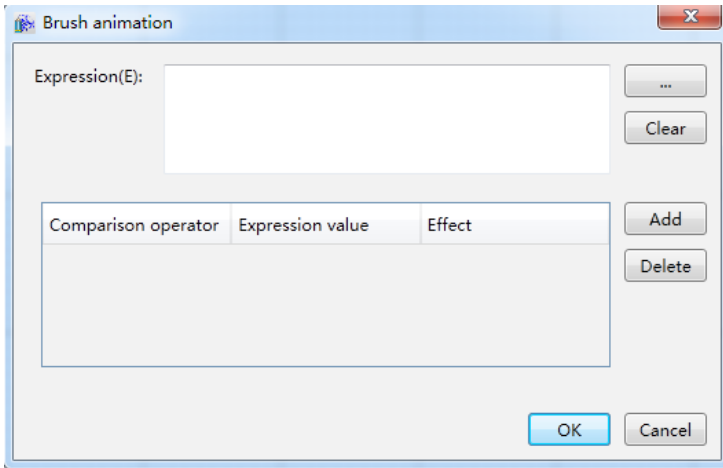 Brush animation
Expression(E):
...
Clear
Comparison operator Expression value Effect
Add
Delete
OK Cancel